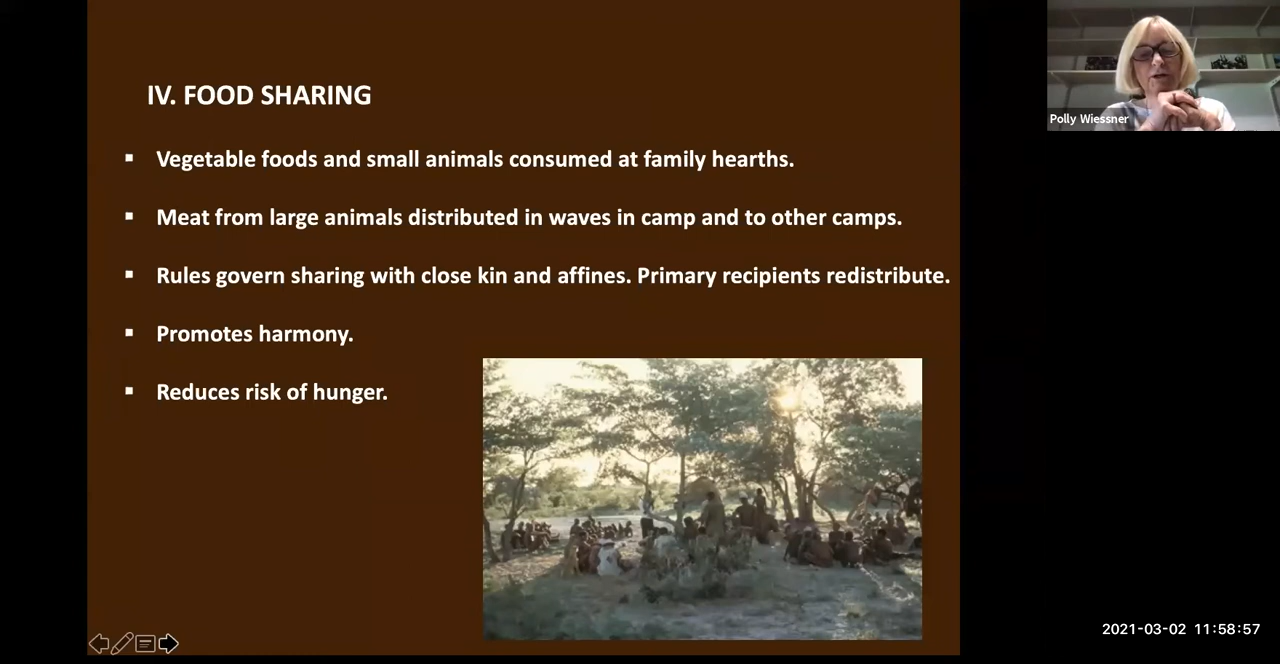 IV. FOOD SHARING
Vegetable foods and small animals consumed at family hearths.
Meat from large animals distributed in waves in camp and to other camps.
Rules govern sharing with close kin and affines. Primary recipients redistribute.
Promotes harmony.
Reduces risk of hunger.
Polly Wiessner
2021-03-02 11:58:57